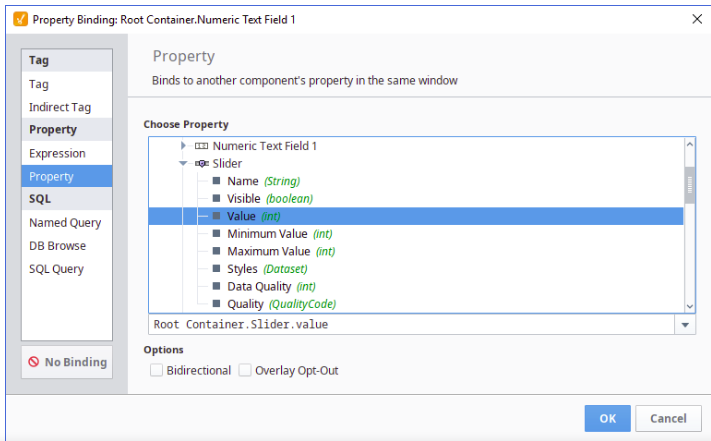 Property Binding: Root Container.Numeric Text Field 1
Tag
Tag
Indirect Tag
Property
Expression
Property
SQL
Named Query
DB Browse
SQL Query
No Binding
Property
Binds to another component's property in the same window
Choose Property
Numeric Text Field 1
Slider
Name (String)
Visible (boolean)
Value (int)
Minimum Value (int)
Maximum Value (int)
Styles (Dataset)
Data Quality (int)
Quality (QualityCode)
Root Container.Slider.value
Options
Bidirectional Overlay Opt-Out
OK Cancel